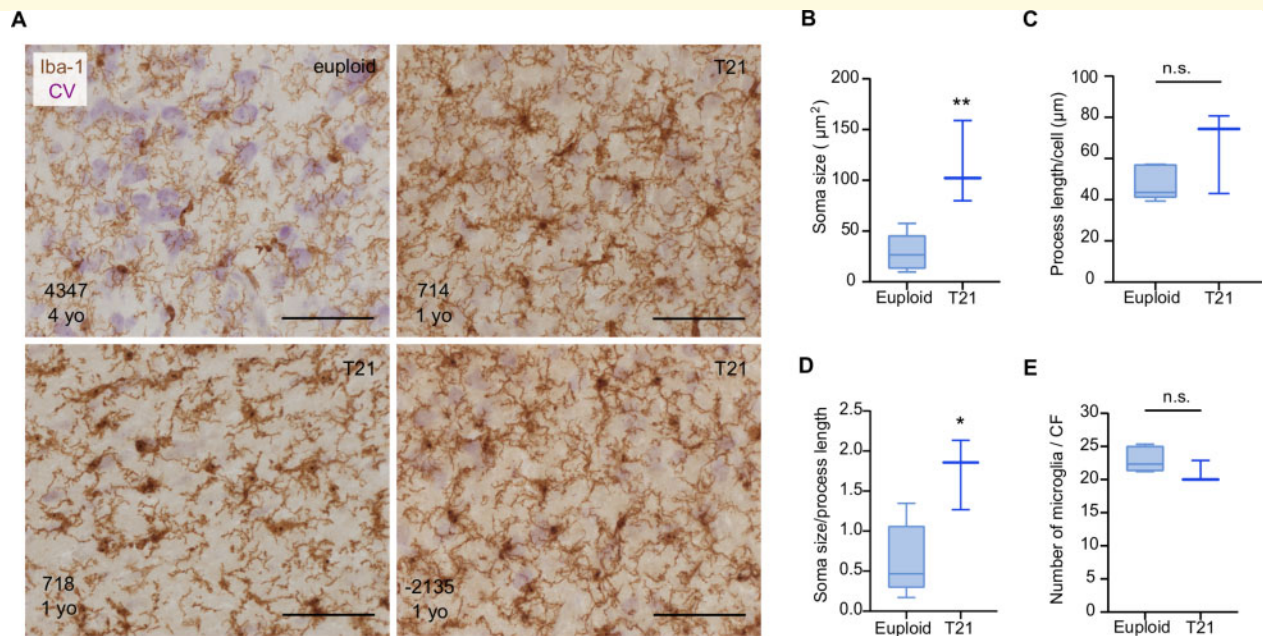 A
Iba-1
CV
euploid
4347
4 yo
T21
714
1 yo
T21
718
1 yo
T21
-2135
1 yo
B
Soma size ( µm²)
200
150
100
50
0
**
Euploid T21
C
Process length/cell (µm)
100
80
60
40
20
0
n.s.
Euploid T21
D
Soma size/process length
2.5
2.0
1.5
1.0
0.5
0.0
*
Euploid T21
E
Number of microglia / CF
30
25
20
15
10
5
0
n.s.
Euploid T21